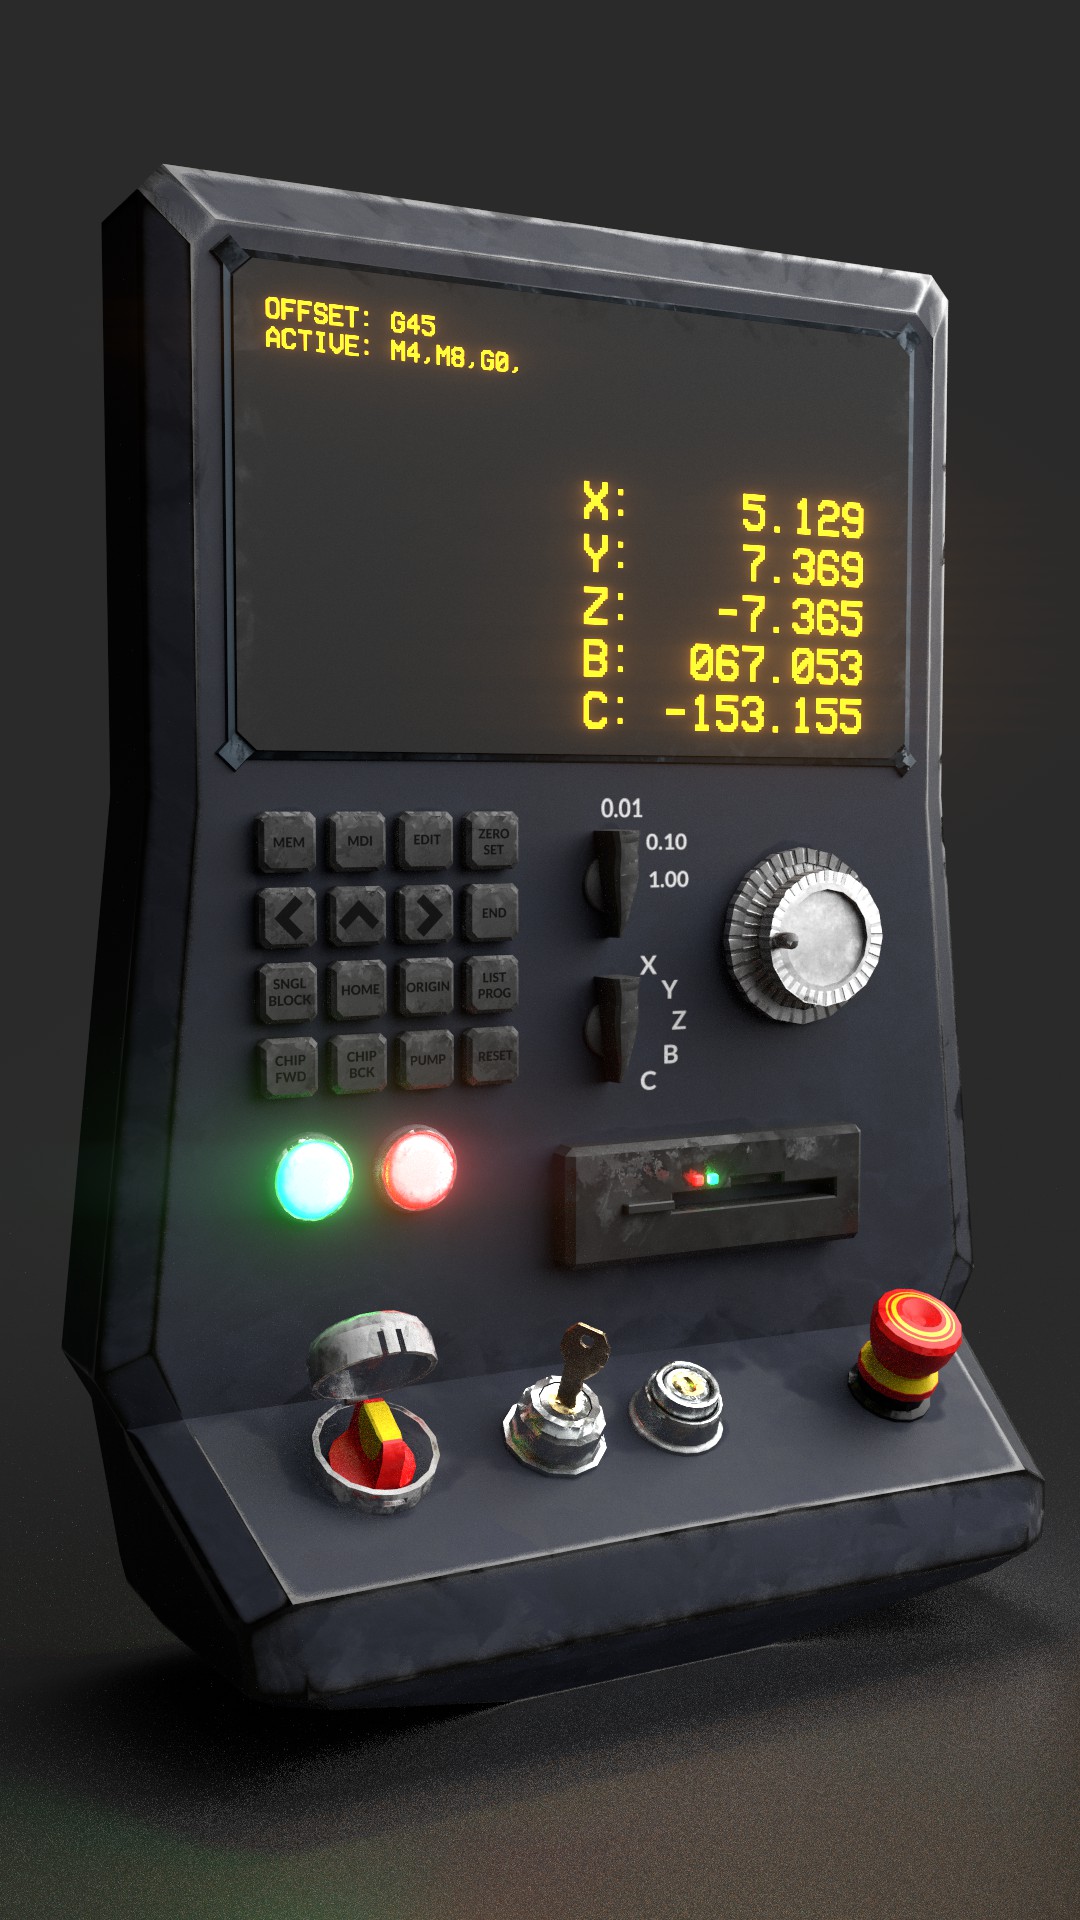 OFFSET: G45
ACTIVE: M4,M8,G0,
X: 5.129
Y: 7.369
Z: -7.365
B: 067.053
C: -153.155
MEM MDI EDIT ZERO SET
END
SNGL BLOCK HOME ORIGIN LIST PROG
CHIP FWD CHIP BCK PUMP RESET
0.01
0.10
1.00
X
Y
Z
B
C